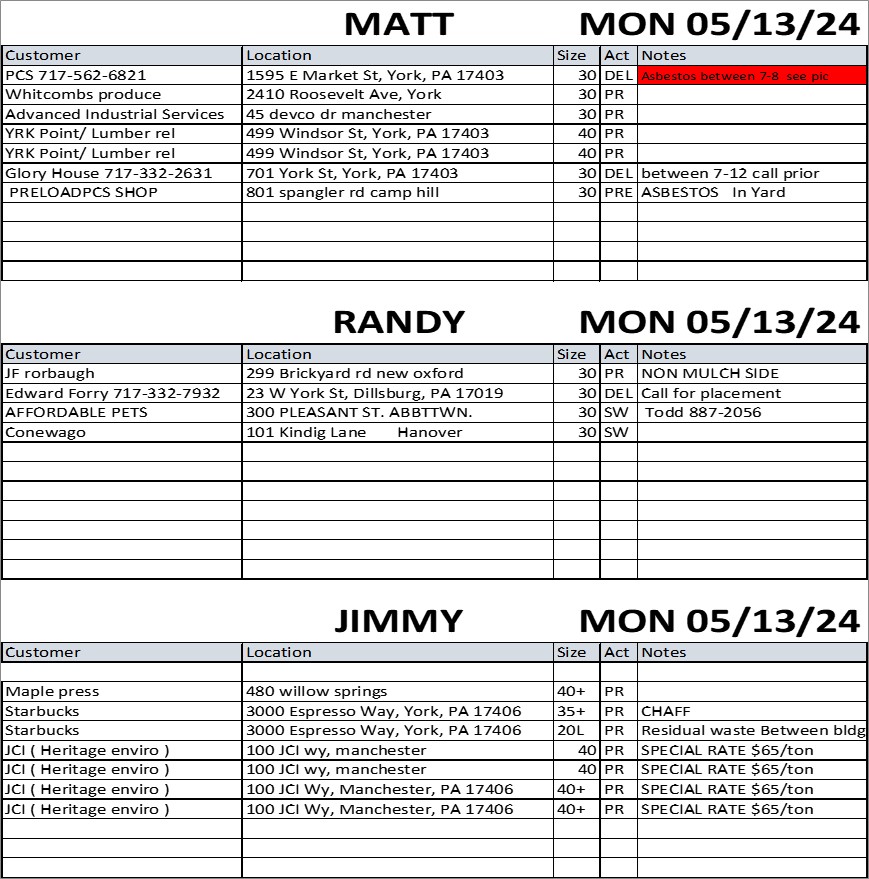 MATT MON 05/13/24
Customer Location Size Act Notes
PCS 717-562-6821 1595 E Market St, York, PA 17403 30 DEL Asbestos between 7-8 see pic
Whitcombs produce 2410 Roosevelt Ave, York 30 PR
Advanced Industrial Services 45 devco dr manchester 30 PR
YRK Point/ Lumber rel 499 Windsor St, York, PA 17403 40 PR
YRK Point/ Lumber rel 499 Windsor St, York, PA 17403 40 PR
Glory House 717-332-2631 701 York St, York, PA 17403 30 DEL between 7-12 call prior
PRELOADPCS SHOP 801 spangler rd camp hill 30 PRE ASBESTOS In Yard
RANDY MON 05/13/24
Customer Location Size Act Notes
JF rorbaugh 299 Brickyard rd new oxford 30 PR NON MULCH SIDE
Edward Forry 717-332-7932 23 W York St, Dillsburg, PA 17019 30 DEL Call for placement
AFFORDABLE PETS 300 PLEASANT ST. ABBTTWN. 30 SW Todd 887-2056
Conewago 101 Kindig Lane Hanover 30 SW
JIMMY MON 05/13/24
Customer Location Size Act Notes
Maple press 480 willow springs 40+ PR
Starbucks 3000 Espresso Way, York, PA 17406 35+ PR CHAFF
Starbucks 3000 Espresso Way, York, PA 17406 20L PR Residual waste Between bldg
JCI ( Heritage enviro ) 100 JCI wy, manchester 40 PR SPECIAL RATE $65/ton
JCI ( Heritage enviro ) 100 JCI wy, manchester 40 PR SPECIAL RATE $65/ton
JCI ( Heritage enviro ) 100 JCI Wy, Manchester, PA 17406 40+ PR SPECIAL RATE $65/ton
JCI ( Heritage enviro ) 100 JCI Wy, Manchester, PA 17406 40+ PR SPECIAL RATE $65/ton